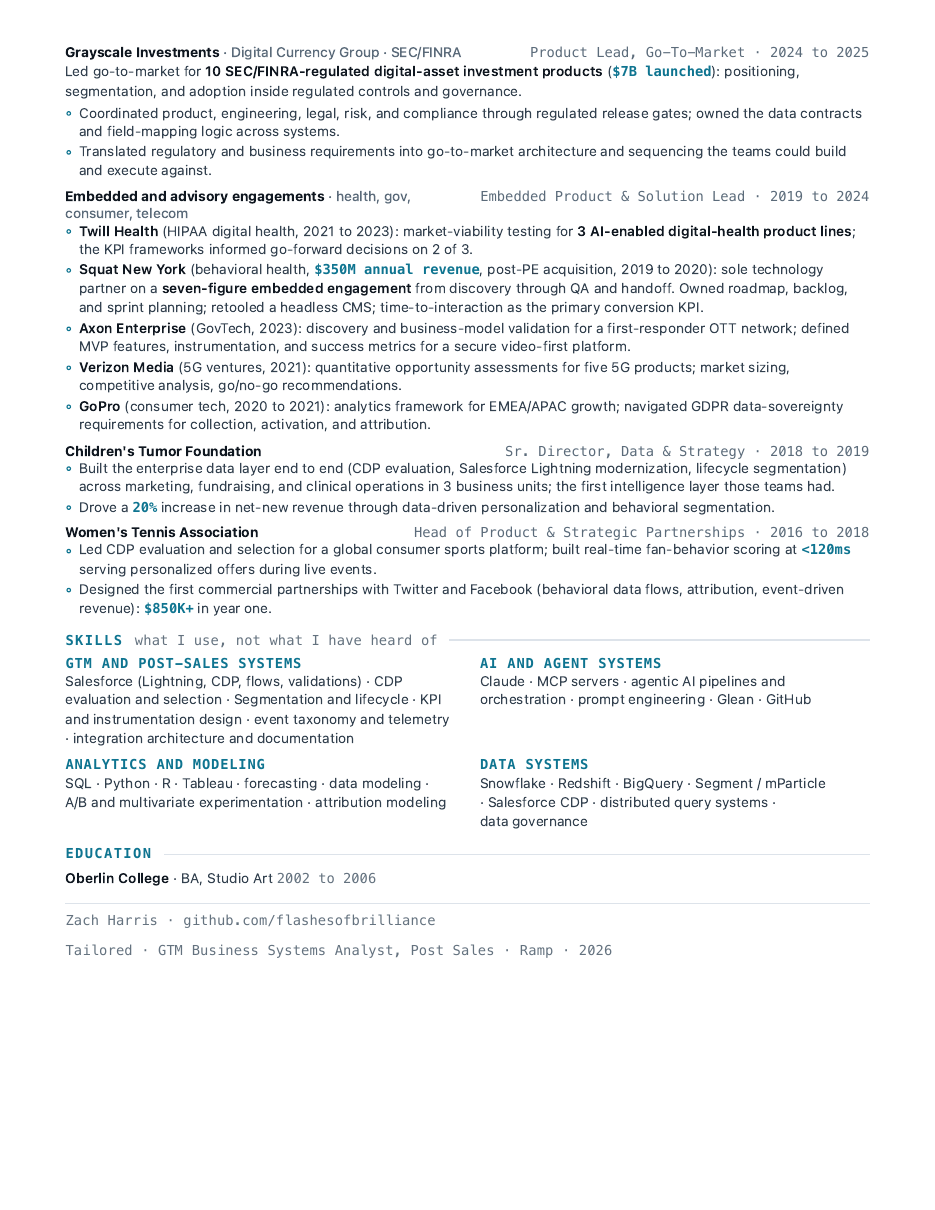 Grayscale Investments · Digital Currency Group · SEC/FINRA Product Lead, Go-To-Market · 2024 to 2025
Led go-to-market for 10 SEC/FINRA-regulated digital-asset investment products ($7B launched): positioning,
segmentation, and adoption inside regulated controls and governance.
Coordinated product, engineering, legal, risk, and compliance through regulated release gates; owned the data contracts
and field-mapping logic across systems.
Translated regulatory and business requirements into go-to-market architecture and sequencing the teams could build
and execute against.
Embedded and advisory engagements · health, gov, Embedded Product & Solution Lead · 2019 to 2024
consumer, telecom
Twill Health (HIPAA digital health, 2021 to 2023): market-viability testing for 3 AI-enabled digital-health product lines;
the KPI frameworks informed go-forward decisions on 2 of 3.
Squat New York (behavioral health, $350M annual revenue, post-PE acquisition, 2019 to 2020): sole technology
partner on a seven-figure embedded engagement from discovery through QA and handoff. Owned roadmap, backlog,
and sprint planning; retooled a headless CMS; time-to-interaction as the primary conversion KPI.
Axon Enterprise (GovTech, 2023): discovery and business-model validation for a first-responder OTT network; defined
MVP features, instrumentation, and success metrics for a secure video-first platform.
Verizon Media (5G ventures, 2021): quantitative opportunity assessments for five 5G products; market sizing,
competitive analysis, go/no-go recommendations.
GoPro (consumer tech, 2020 to 2021): analytics framework for EMEA/APAC growth; navigated GDPR data-sovereignty
requirements for collection, activation, and attribution.
Children's Tumor Foundation Sr. Director, Data & Strategy · 2018 to 2019
Built the enterprise data layer end to end (CDP evaluation, Salesforce Lightning modernization, lifecycle segmentation)
across marketing, fundraising, and clinical operations in 3 business units; the first intelligence layer those teams had.
Drove a 20% increase in net-new revenue through data-driven personalization and behavioral segmentation.
Women's Tennis Association Head of Product & Strategic Partnerships · 2016 to 2018
Led CDP evaluation and selection for a global consumer sports platform; built real-time fan-behavior scoring at <120ms
serving personalized offers during live events.
Designed the first commercial partnerships with Twitter and Facebook (behavioral data flows, attribution, event-driven
revenue): $850K+ in year one.
SKILLS what I use, not what I have heard of
GTM AND POST-SALES SYSTEMS
Salesforce (Lightning, CDP, flows, validations) · CDP
evaluation and selection · Segmentation and lifecycle · KPI
and instrumentation design · event taxonomy and telemetry
· integration architecture and documentation
AI AND AGENT SYSTEMS
Claude · MCP servers · agentic AI pipelines and
orchestration · prompt engineering · Glean · GitHub
ANALYTICS AND MODELING
SQL · Python · R · Tableau · forecasting · data modeling ·
A/B and multivariate experimentation · attribution modeling
DATA SYSTEMS
Snowflake · Redshift · BigQuery · Segment / mParticle
· Salesforce CDP · distributed query systems ·
data governance
EDUCATION
Oberlin College · BA, Studio Art 2002 to 2006
Zach Harris · github.com/flashesofbrilliance
Tailored · GTM Business Systems Analyst, Post Sales · Ramp · 2026